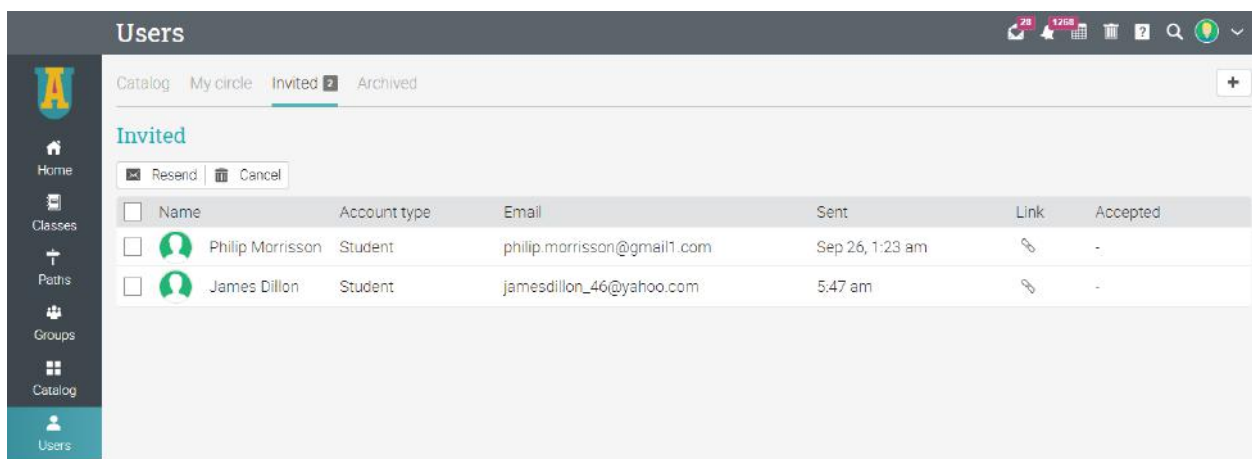 Users
28 1268 ?
A
Catalog My circle Invited 2 Archived
+
Invited
Resend Cancel
Name Account type Email Sent Link Accepted
Philip Morrisson Student philip.morrisson@gmail1.com Sep 26, 1:23 am -
James Dillon Student jamesdillon_46@yahoo.com 5:47 am -
Home
Classes
Paths
Groups
Catalog
Users